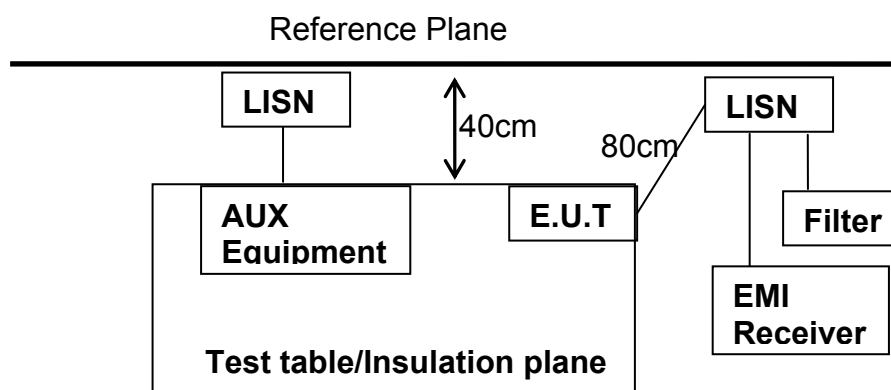 Reference Plane
LISN
40cm
80cm
LISN
AUX
Equipment
E.U.T
Filter
EMI
Receiver
Test table/Insulation plane